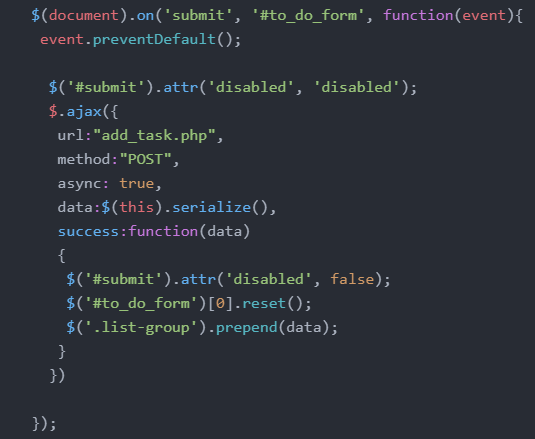 $(document).on('submit', '#to_do_form', function(event){
event.preventDefault();
$('#submit').attr('disabled', 'disabled');
$.ajax({
url:"add_task.php",
method:"POST",
async: true,
data:$(this).serialize(),
success:function(data)
{
$('#submit').attr('disabled', false);
$('#to_do_form')[0].reset();
$('.list-group').prepend(data);
}
})
});